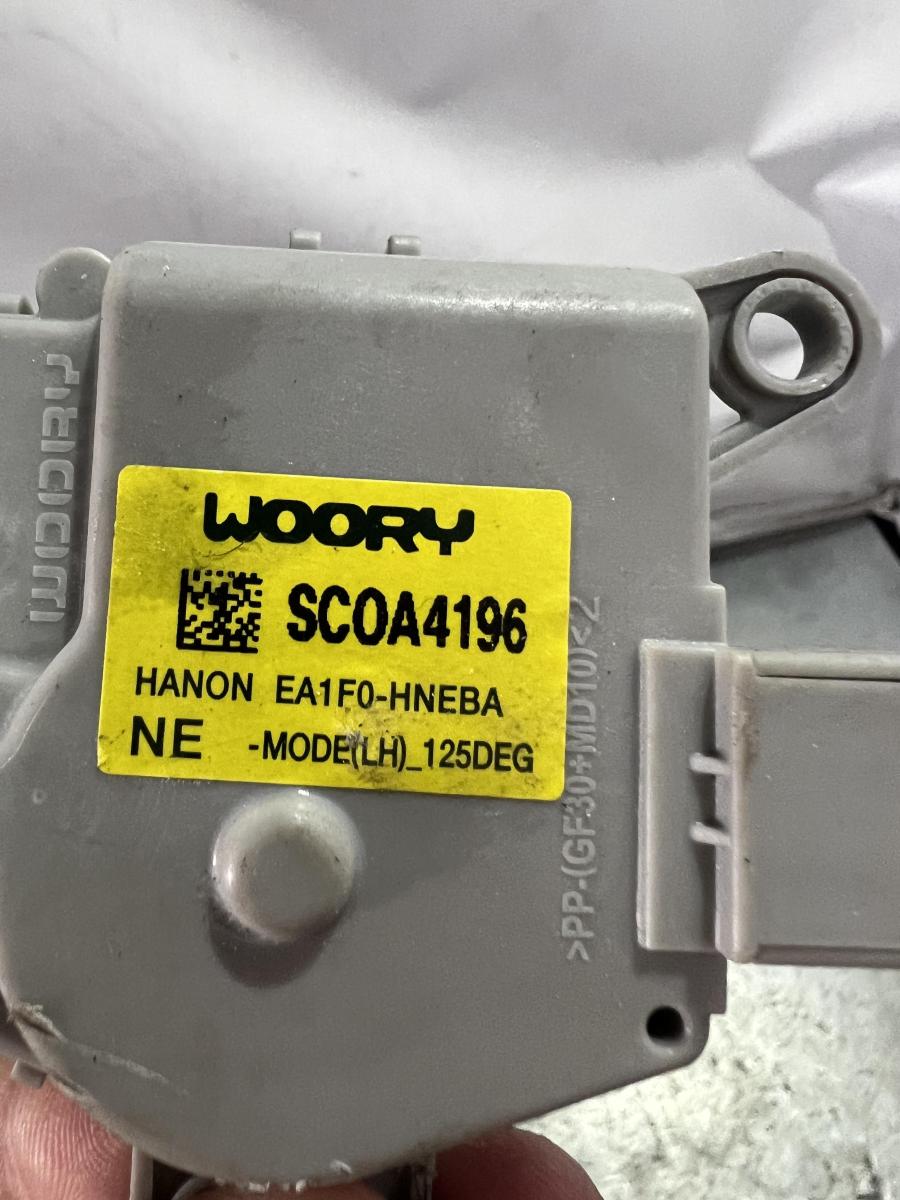 WOORY
WOORY
SCOA4196
HANON EA1F0-HNEBA
NE -MODE(LH)_125DEG
>PP-(GF30+MD10)<2